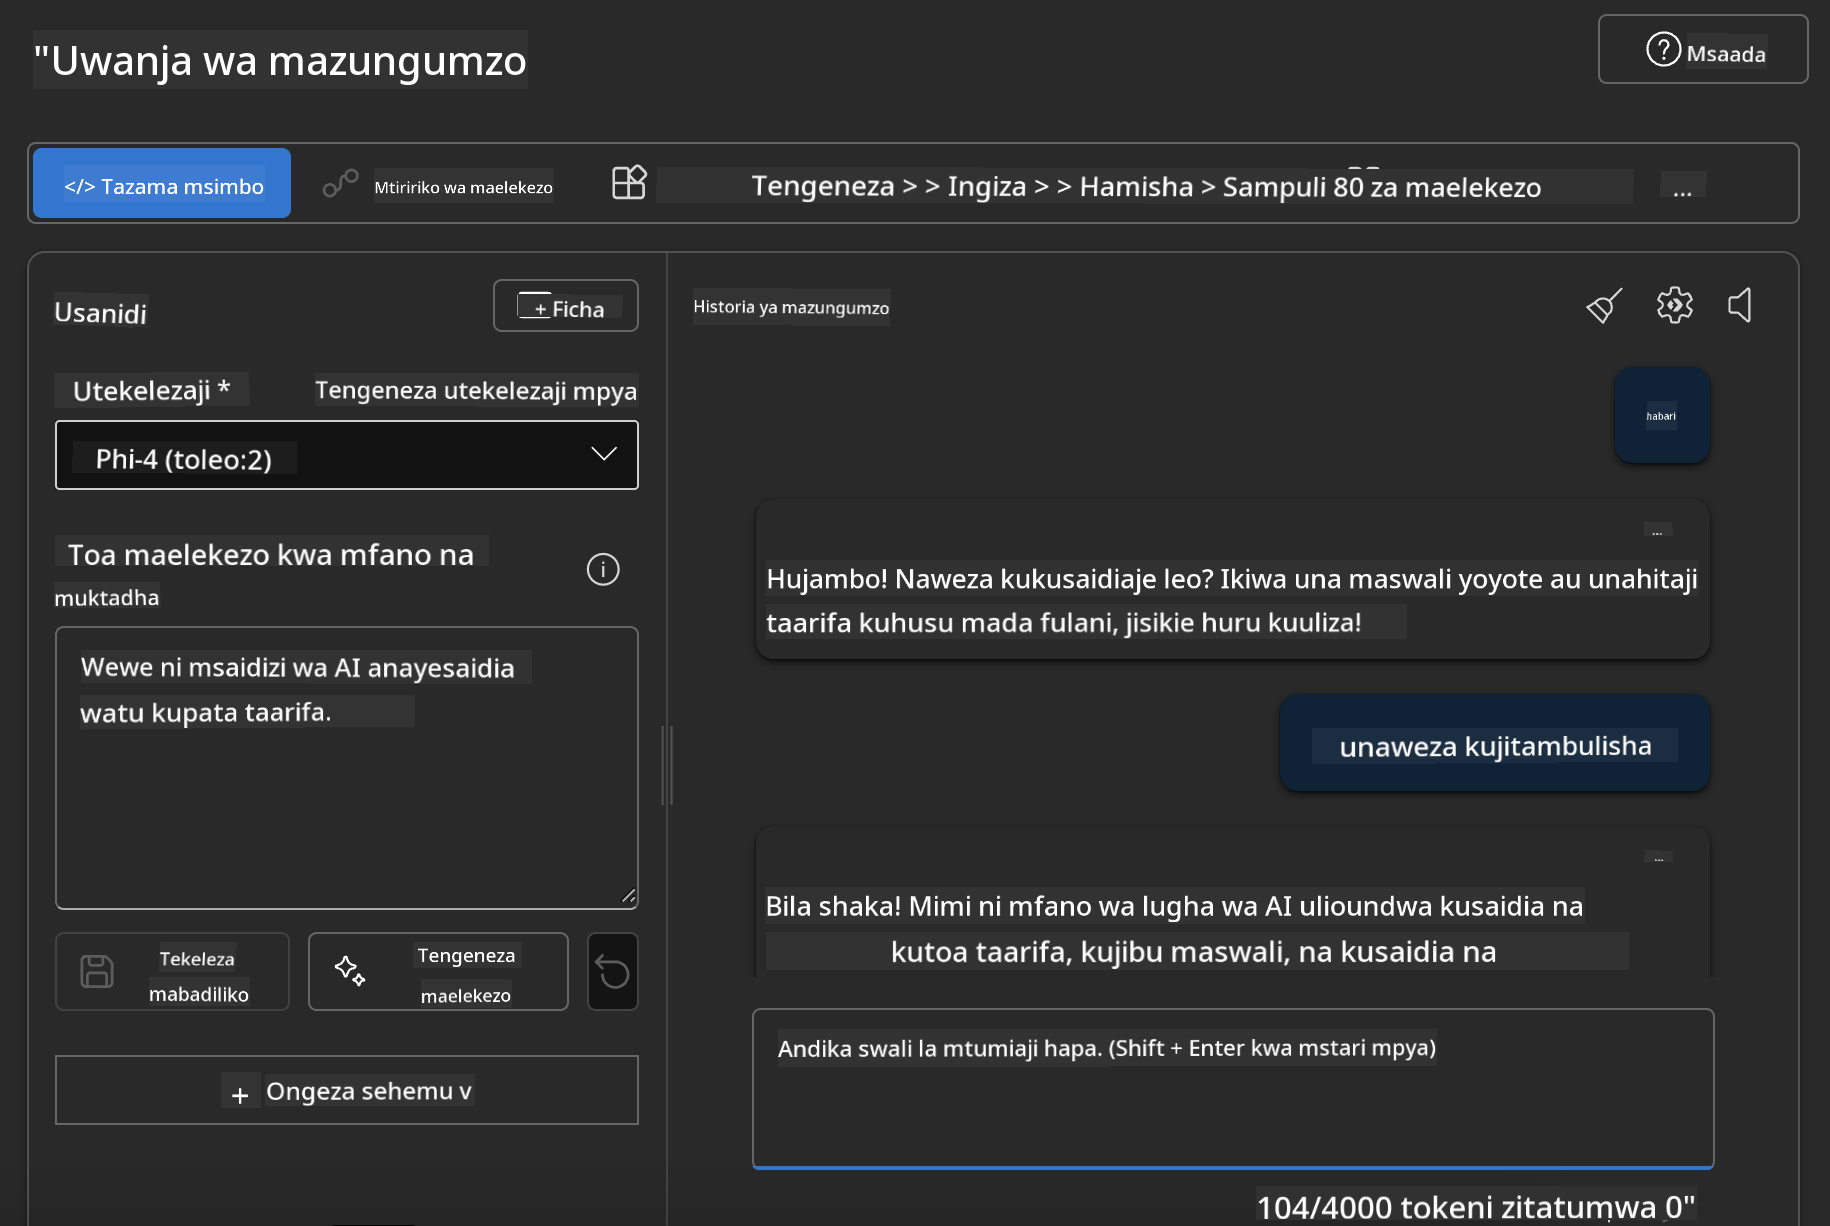 "Uwanja wa mazungumzo
Msaada
</> Tazama msimbo
Mtiririko wa maelekezo
Tengeneza > > Ingiza > > Hamisha > Sampuli 80 za maelekezo
...
Usanidi
+ Ficha
Utekelezaji *
Tengeneza utekelezaji mpya
Phi-4 (toleo:2)
Toa maelekezo kwa mfano na
muktadha
Wewe ni msaidizi wa AI anayesaidia
watu kupata taarifa.
Tekeleza
mabadiliko
Tengeneza
maelekezo
+ Ongeza sehemu v
Historia ya mazungumzo
habari
...
Hujambo! Naweza kukusaidiaje leo? Ikiwa una maswali yoyote au unahitaji
taarifa kuhusu mada fulani, jisikie huru kuuliza!
unaweza kujitambulisha
...
Bila shaka! Mimi ni mfano wa lugha wa AI ulioundwa kusaidia na
kutoa taarifa, kujibu maswali, na kusaidia na
Andika swali la mtumiaji hapa. (Shift + Enter kwa mstari mpya)
104/4000 tokeni zitatumwa 0"